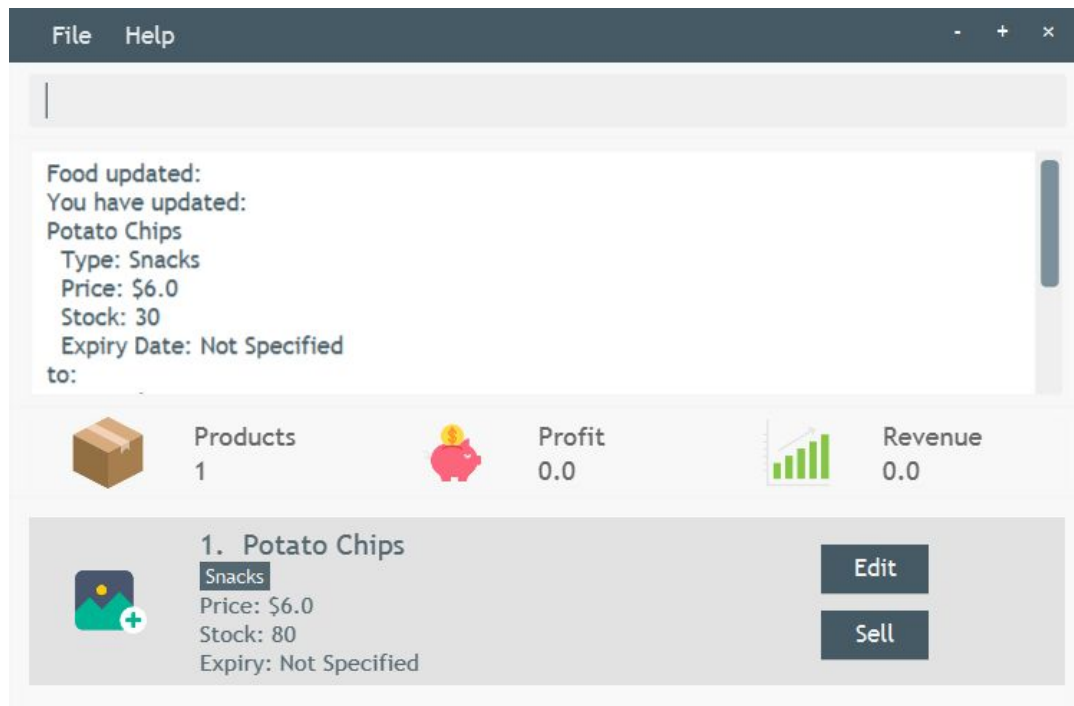 File Help - + ×
Food updated:
You have updated:
Potato Chips
Type: Snacks
Price: $6.0
Stock: 30
Expiry Date: Not Specified
to:
Products
1
Profit
0.0
Revenue
0.0
1. Potato Chips
Snacks
Price: $6.0
Stock: 80
Expiry: Not Specified
Edit
Sell